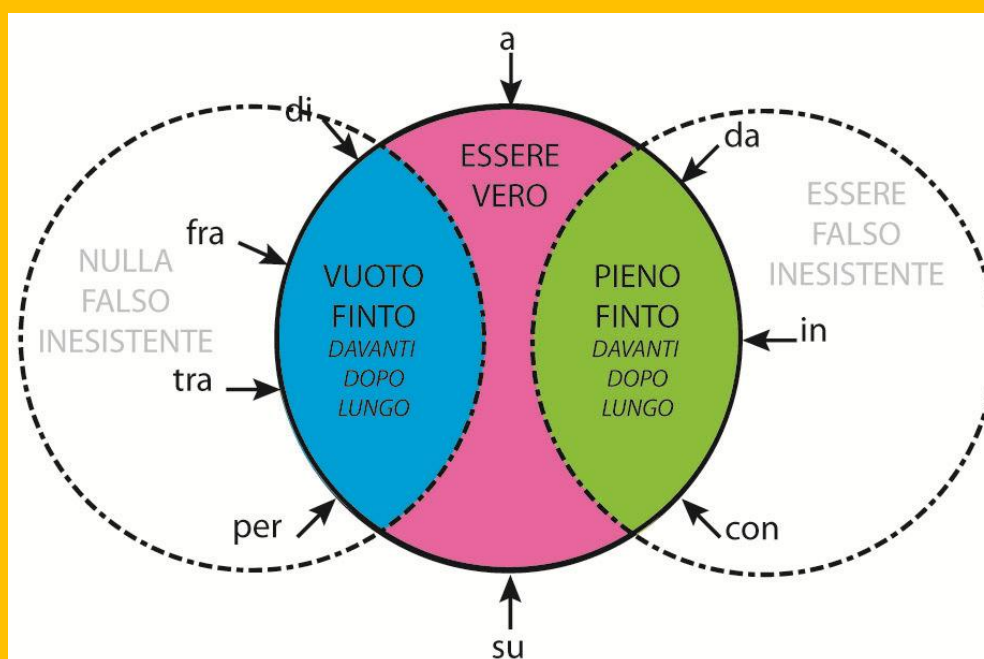 a
di
da
ESSERE
VERO
ESSERE
FALSO
INESISTENTE
fra
NULLA
FALSO
INESISTENTE
VUOTO
FINTO
DAVANTI
DOPO
LUNGO
PIENO
FINTO
DAVANTI
DOPO
LUNGO
in
tra
per
con
su